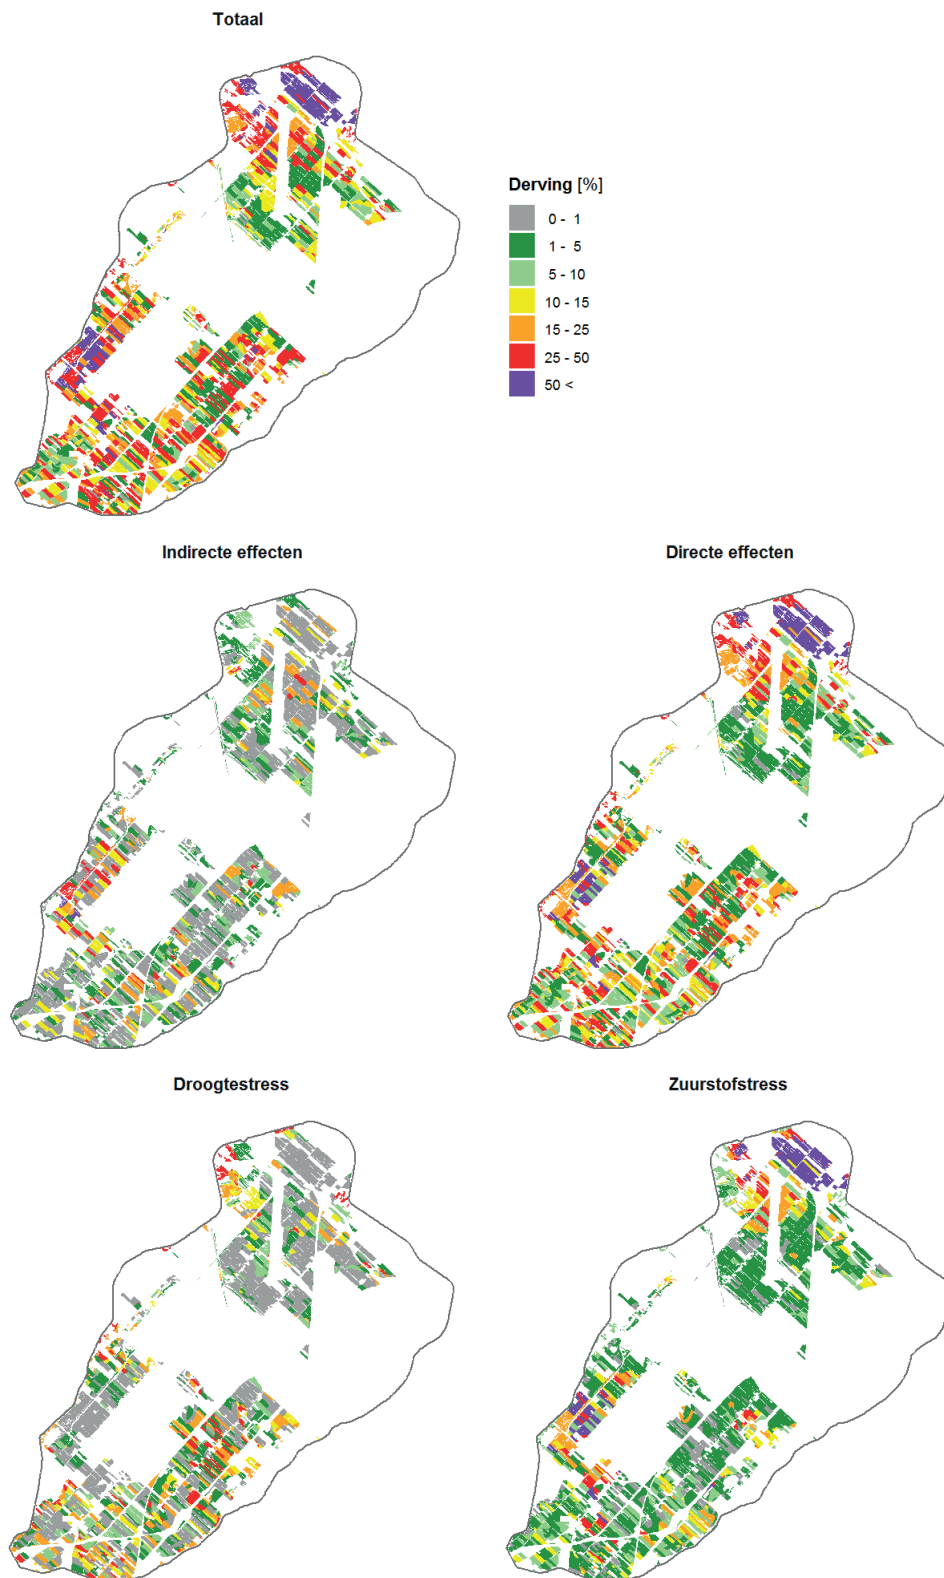 Totaal
Derving [%]
0 - 1
1 - 5
5 - 10
10 - 15
15 - 25
25 - 50
50 <
Indirecte effecten
Directe effecten
Droogtestress
Zuurstofstress